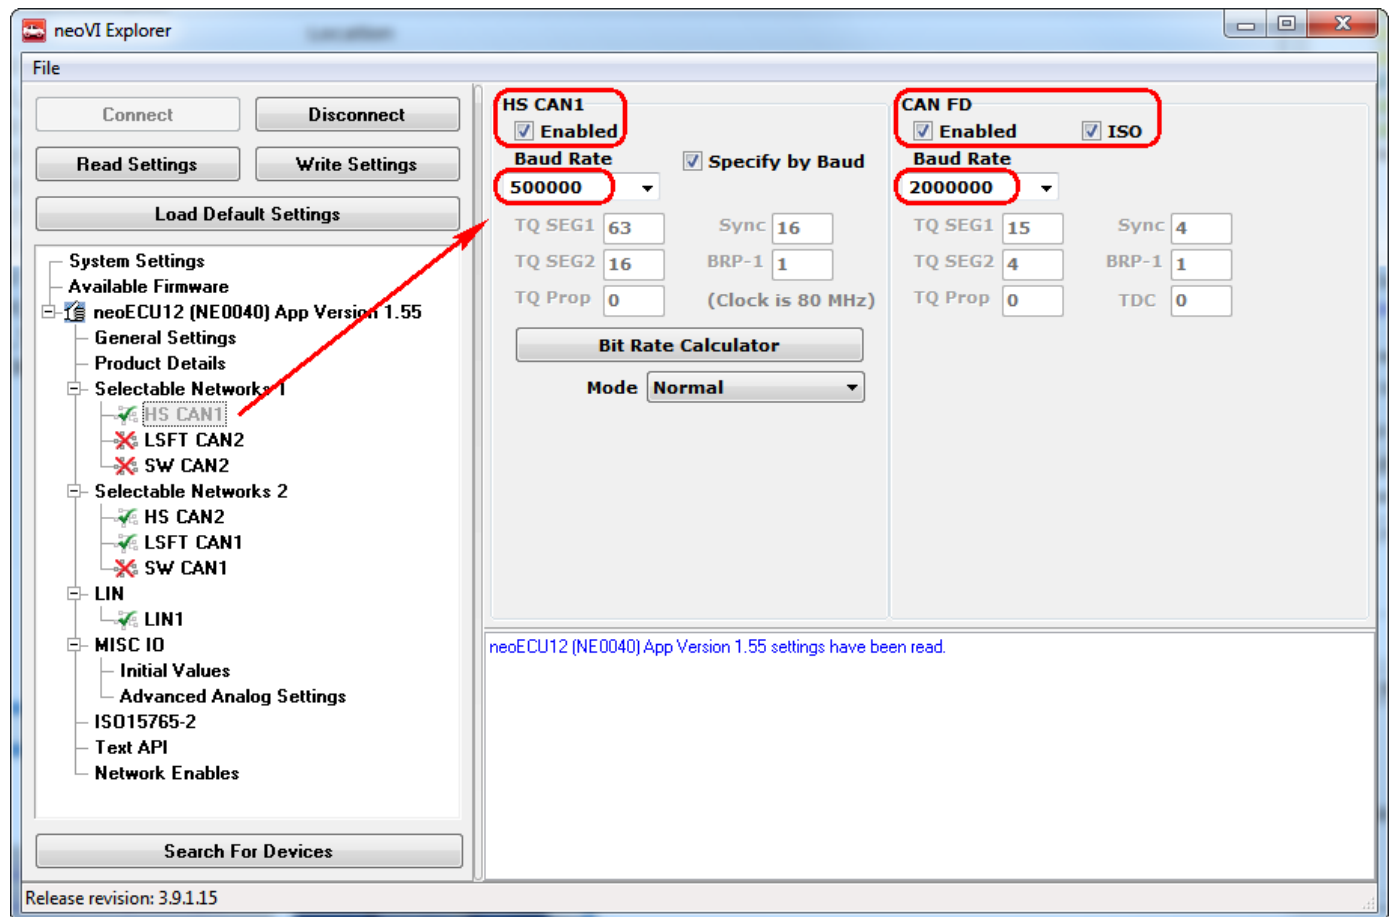 neoVI Explorer
Location
File
Connect
Disconnect
Read Settings
Write Settings
Load Default Settings
System Settings
Available Firmware
neoECU12 (NE0040) App Version 1.55
General Settings
Product Details
Selectable Networks 1
HS CAN1
LSFT CAN2
SW CAN2
Selectable Networks 2
HS CAN2
LSFT CAN1
SW CAN1
LIN
LIN1
MISC IO
Initial Values
Advanced Analog Settings
ISO15765-2
Text API
Network Enables
Search For Devices
HS CAN1
Enabled
Baud Rate
Specify by Baud
500000
TQ SEG1 63 Sync 16
TQ SEG2 16 BRP-1 1
TQ Prop 0 (Clock is 80 MHz)
Bit Rate Calculator
Mode Normal
CAN FD
Enabled ISO
Baud Rate
2000000
TQ SEG1 15 Sync 4
TQ SEG2 4 BRP-1 1
TQ Prop 0 TDC 0
neoECU12 (NE0040) App Version 1.55 settings have been read.
Release revision: 3.9.1.15